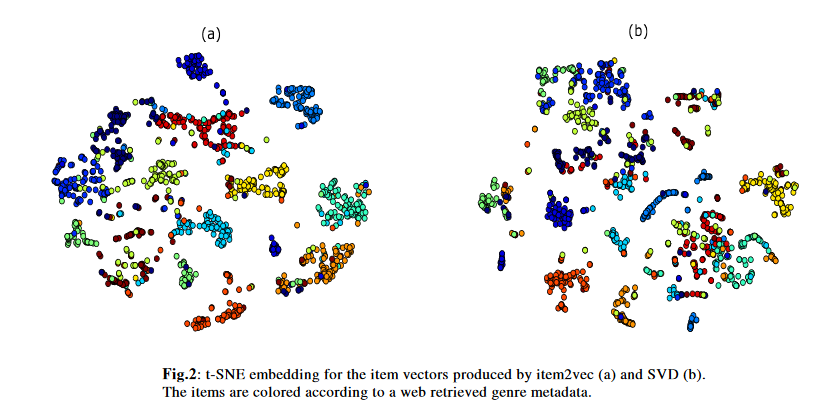 (a)
(b)
Fig.2: t-SNE embedding for the item vectors produced by item2vec (a) and SVD (b).
The items are colored according to a web retrieved genre metadata.